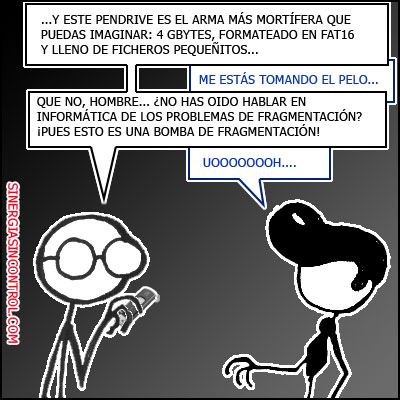 ...Y ESTE PENDRIVE ES EL ARMA MÁS MORTÍFERA QUE
PUEDAS IMAGINAR: 4 GBYTES, FORMATEADO EN FAT16
Y LLENO DE FICHEROS PEQUEÑITOS...
ME ESTÁS TOMANDO EL PELO...
QUE NO, HOMBRE... ¿NO HAS OIDO HABLAR EN
INFORMÁTICA DE LOS PROBLEMAS DE FRAGMENTACIÓN?
¡PUES ESTO ES UNA BOMBA DE FRAGMENTACIÓN!
UOOOOOOOH....
SINERGIASINCONTROL.COM